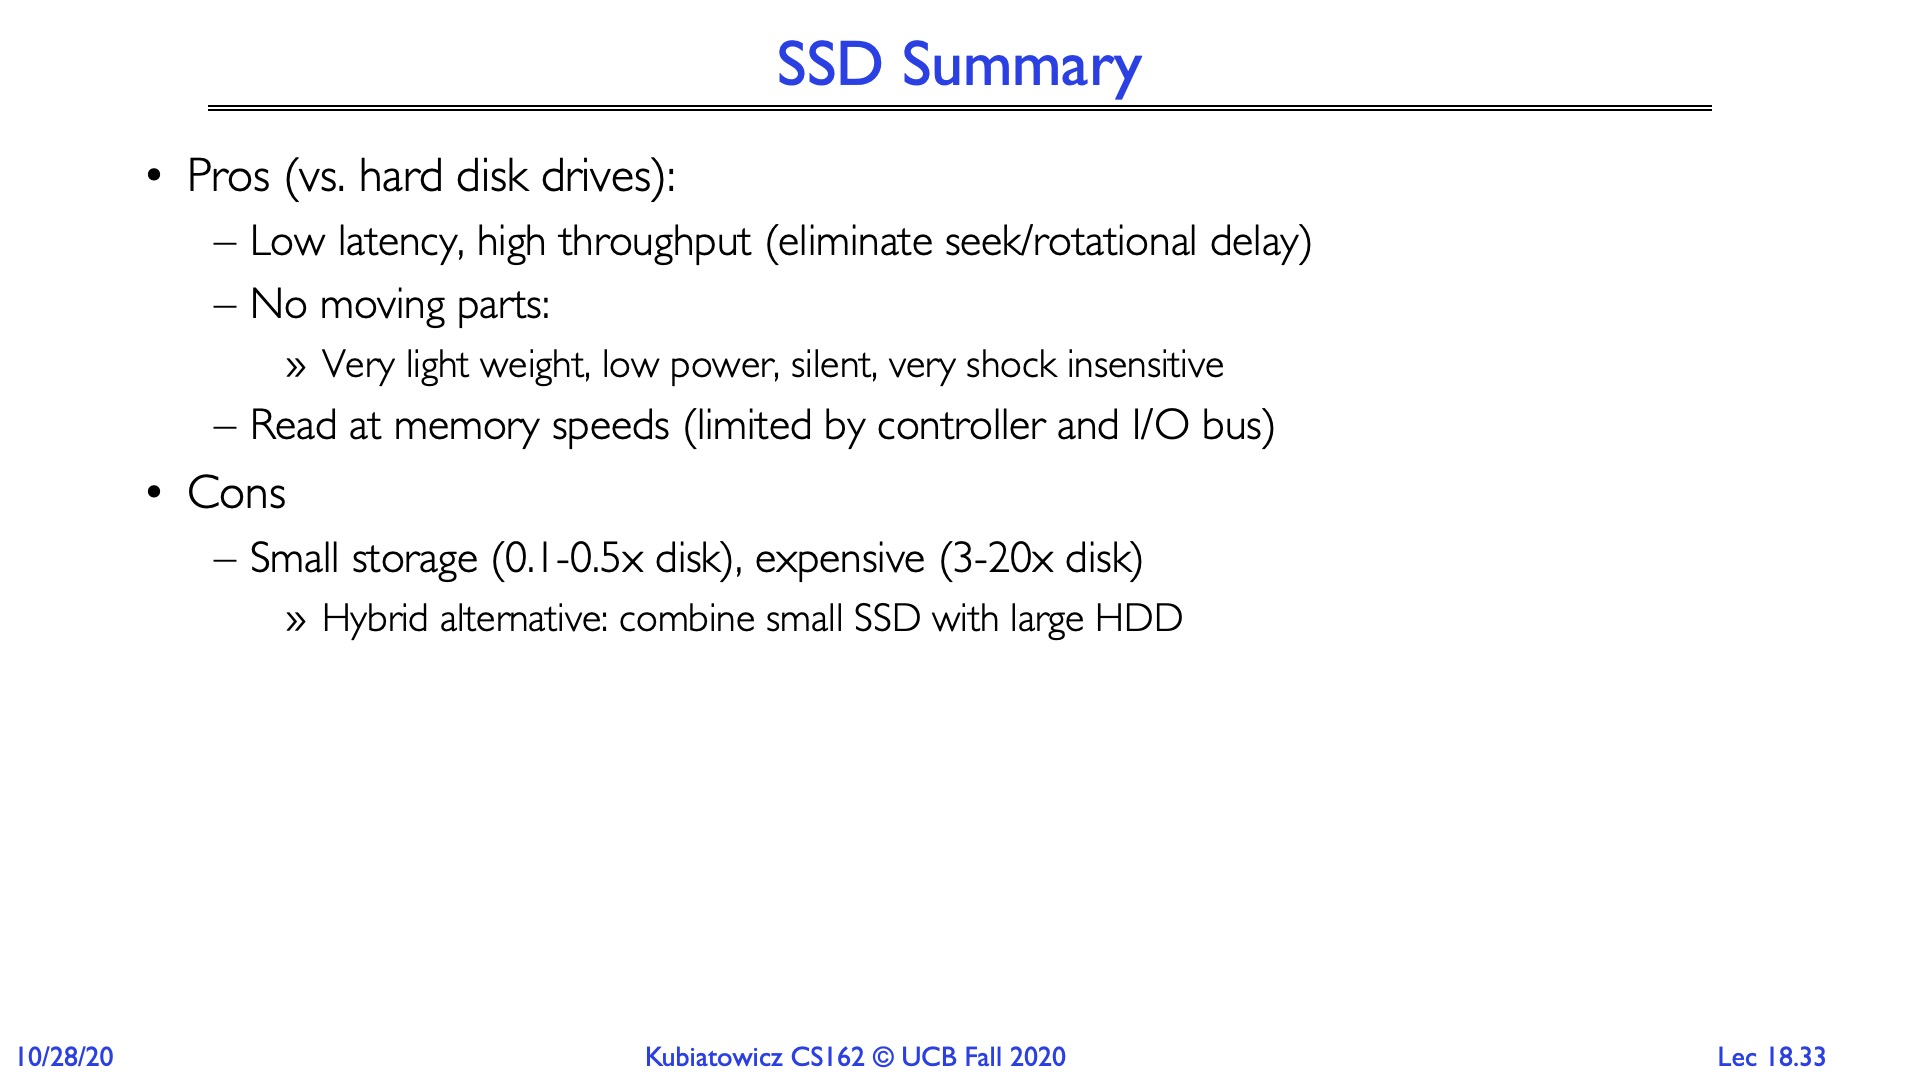 SSD Summary
• Pros (vs. hard disk drives):
– Low latency, high throughput (eliminate seek/rotational delay)
– No moving parts:
» Very light weight, low power, silent, very shock insensitive
– Read at memory speeds (limited by controller and I/O bus)
• Cons
– Small storage (0.1-0.5x disk), expensive (3-20x disk)
» Hybrid alternative: combine small SSD with large HDD
10/28/20
Kubiatowicz CS162 © UCB Fall 2020
Lec 18.33